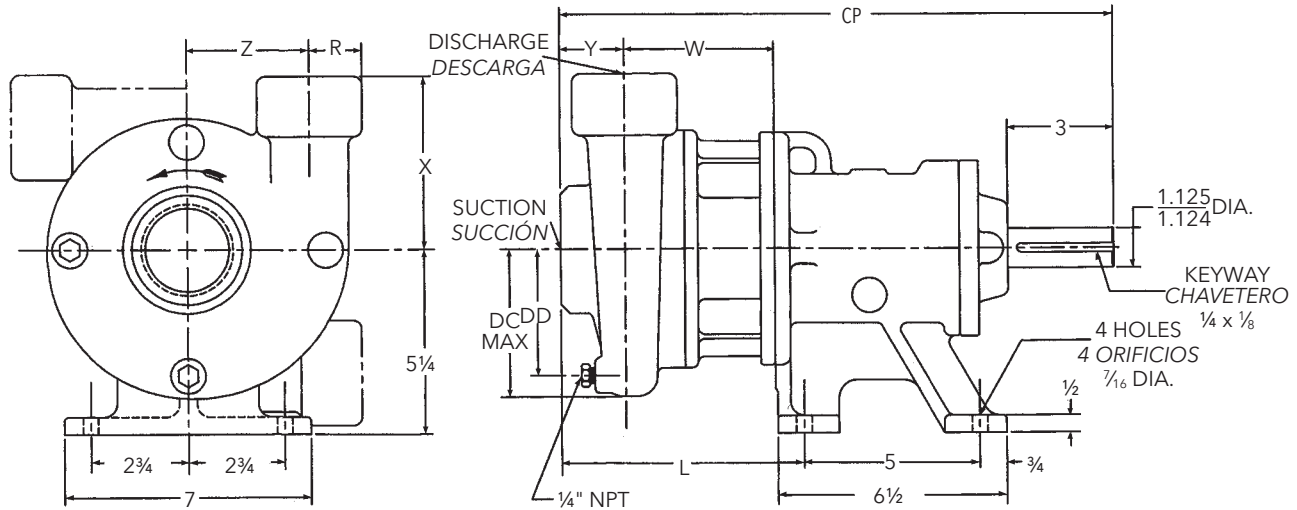 CP
Z
R
Y
W
DISCHARGE
DESCARGA
3
X
1.125
1.124 DIA.
SUCTION
SUCCIÓN
KEYWAY
CHAVETERO
¼ x ⅛
DC
MAX
DD
5¼
4 HOLES
4 ORIFICIOS
7⁄16 DIA.
½
2¾
2¾
7
L
5
¾
6½
¼" NPT